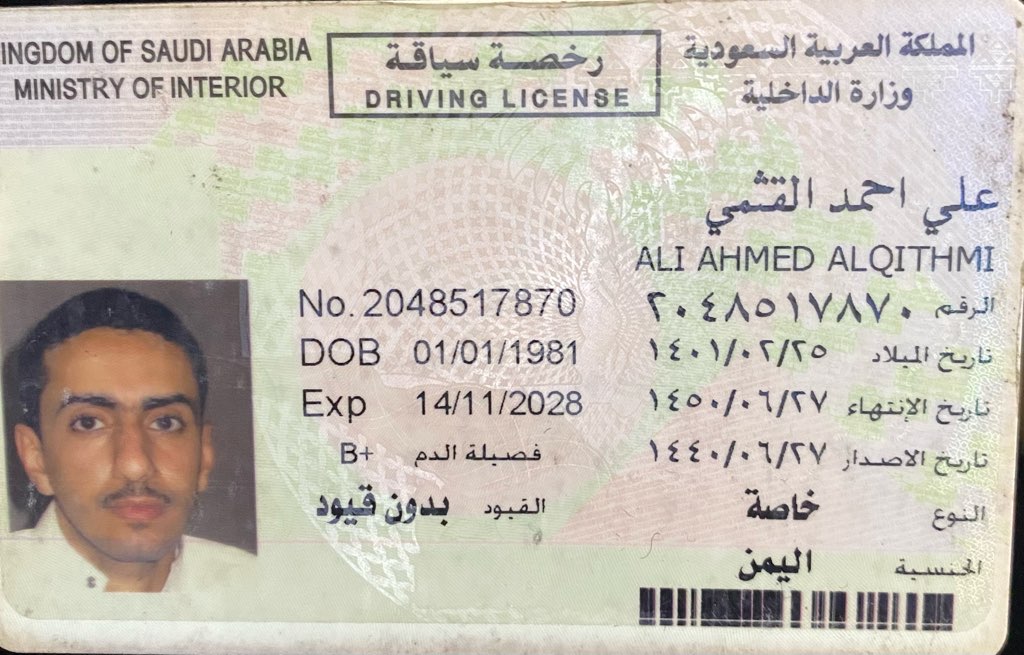 INGDOM OF SAUDI ARABIA
MINISTRY OF INTERIOR
رخصة سياقة
DRIVING LICENSE
المملكة العربية السعودية
وزارة الداخلية
علي احمد القثمي
ALI AHMED ALQITHMI
No. 2048517870
الرقم ٢٠٤٨٥١٧٨٧٠
DOB 01/01/1981
تاريخ الميلاد ١٤٠١/٠٢/٢٥
Exp 14/11/2028
تاريخ الإنتهاء ١٤٥٠/٠٦/٢٧
فصيلة الدم B+
تاريخ الاصدار ١٤٤٠/٠٦/٢٧
القيود بدون قيود
النوع خاصة
الجنسية اليمن